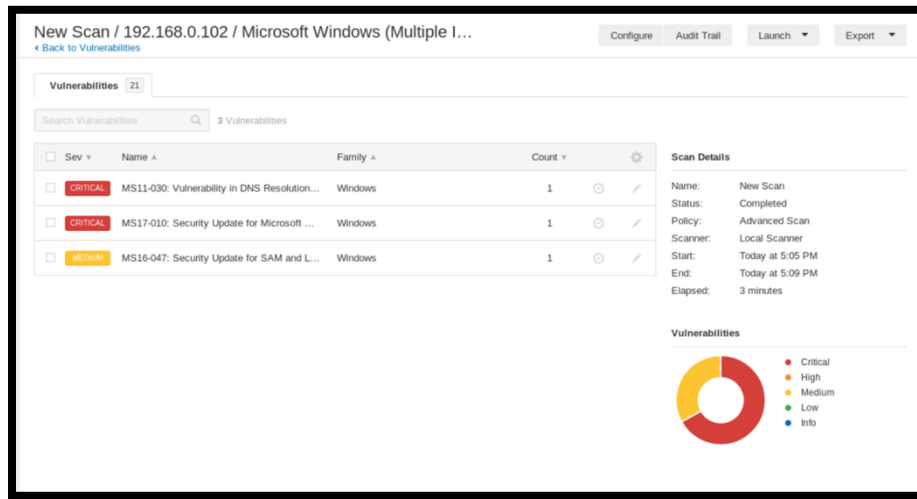 New Scan / 192.168.0.102 / Microsoft Windows (Multiple I…
Back to Vulnerabilities
Configure Audit Trail Launch Export
Vulnerabilities 21
Search Vulnerabilities 3 Vulnerabilities
Sev Name Family Count
CRITICAL MS11-030: Vulnerability in DNS Resolution... Windows 1
CRITICAL MS17-010: Security Update for Microsoft ... Windows 1
MEDIUM MS16-047: Security Update for SAM and L... Windows 1
Scan Details
Name: New Scan
Status: Completed
Policy: Advanced Scan
Scanner: Local Scanner
Start: Today at 5:05 PM
End: Today at 5:09 PM
Elapsed: 3 minutes
Vulnerabilities
Critical
High
Medium
Low
Info